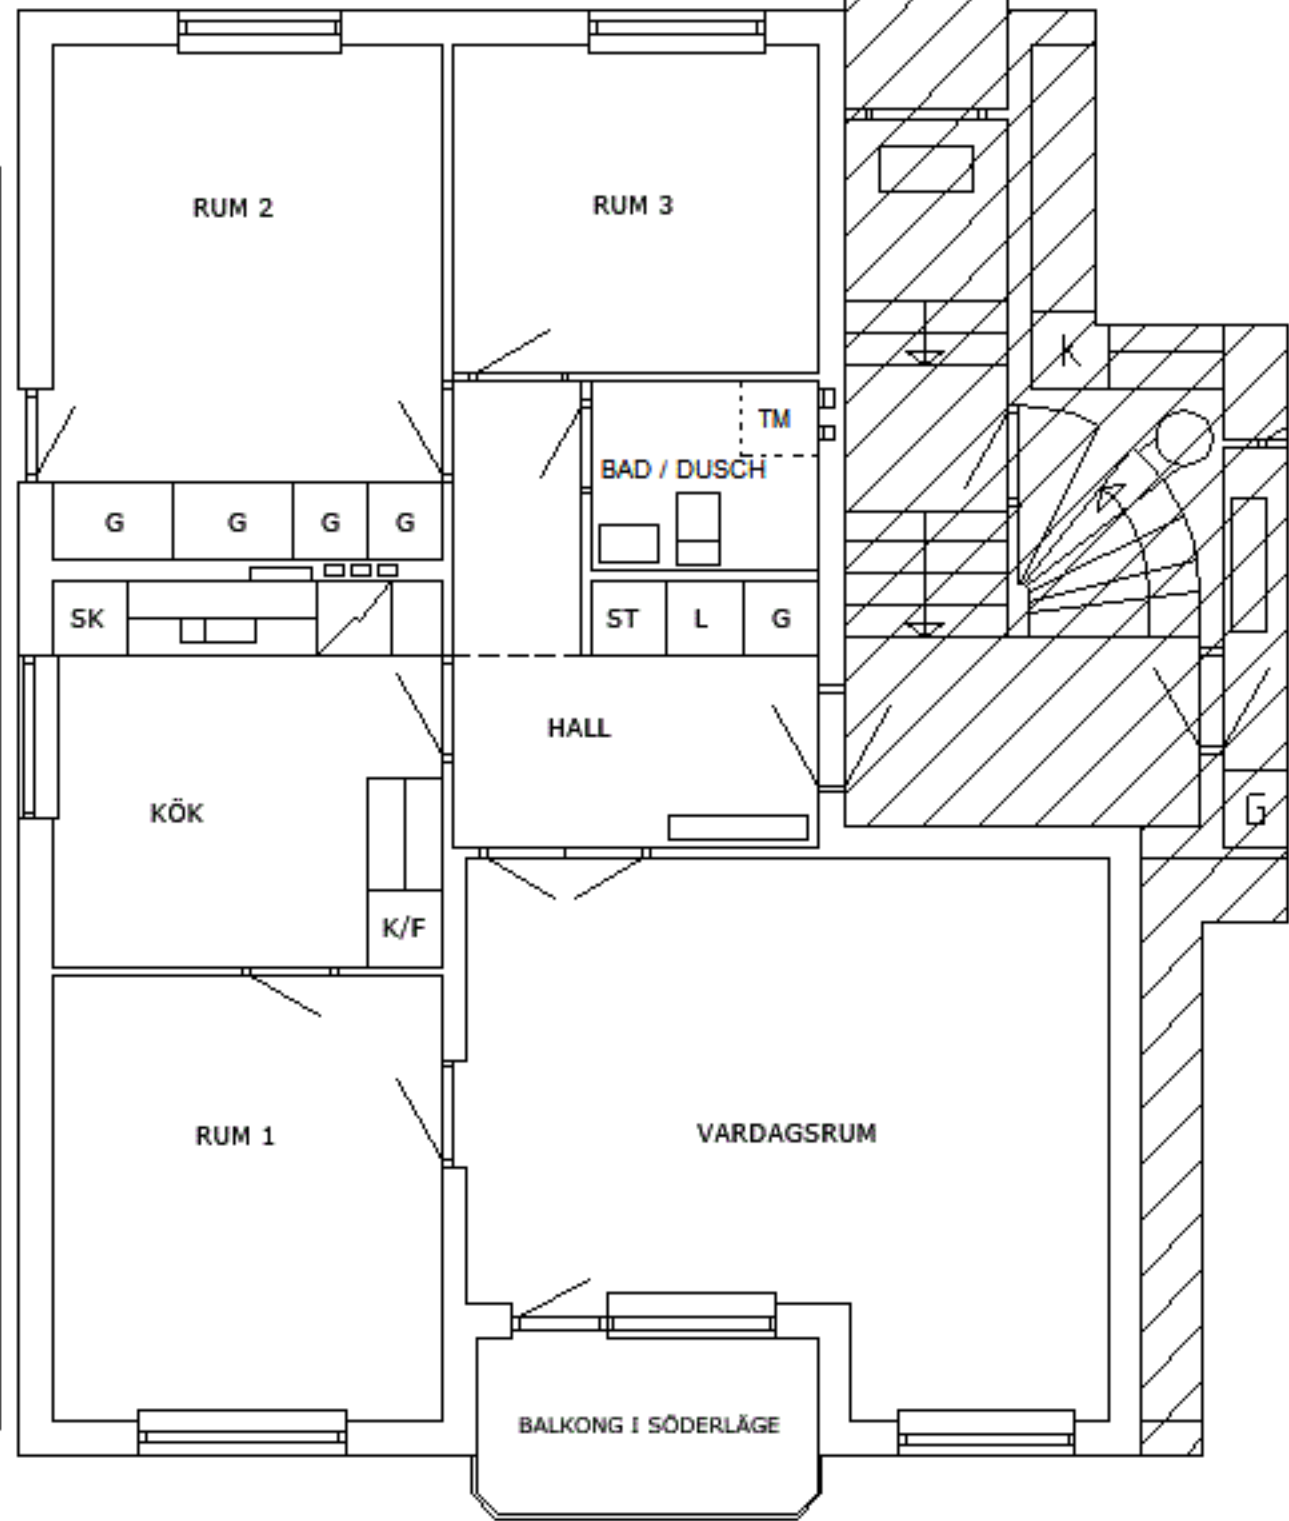 RUM 2
RUM 3
K
TM
BAD / DUSCH
G
G
G
G
SK
ST
L
G
HALL
KÖK
G
K/F
RUM 1
VARDAGSRUM
BALKONG I SÖDERLÄGE